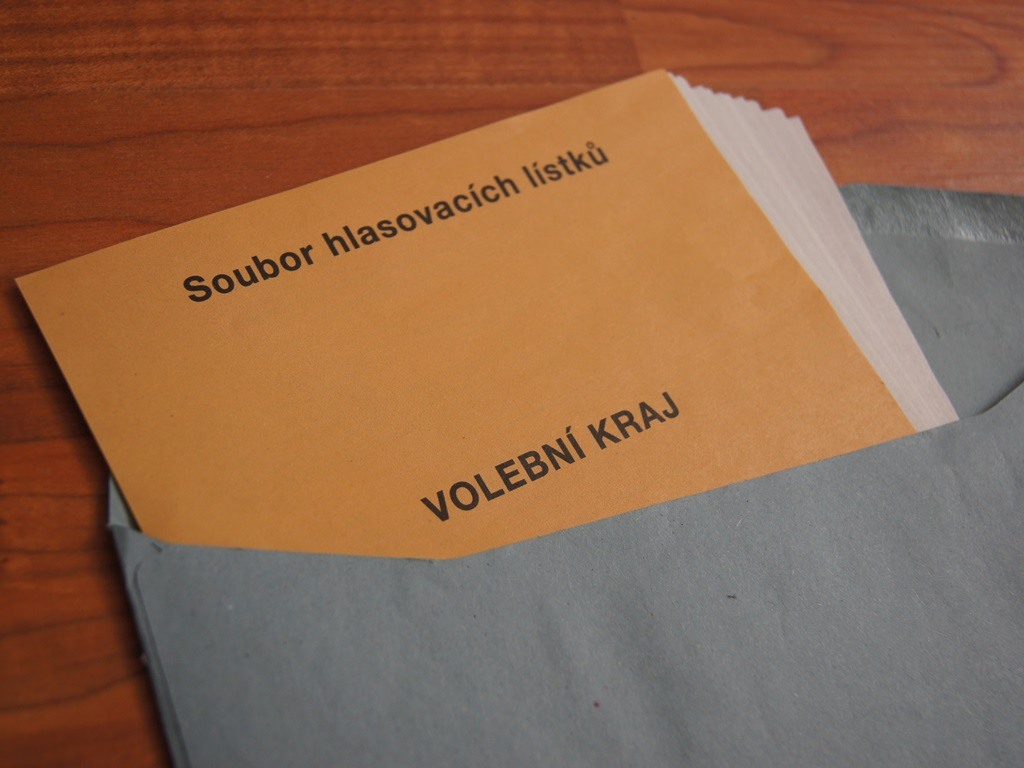 Soubor hlasovacích lístků
VOLEBNÍ KRAJ